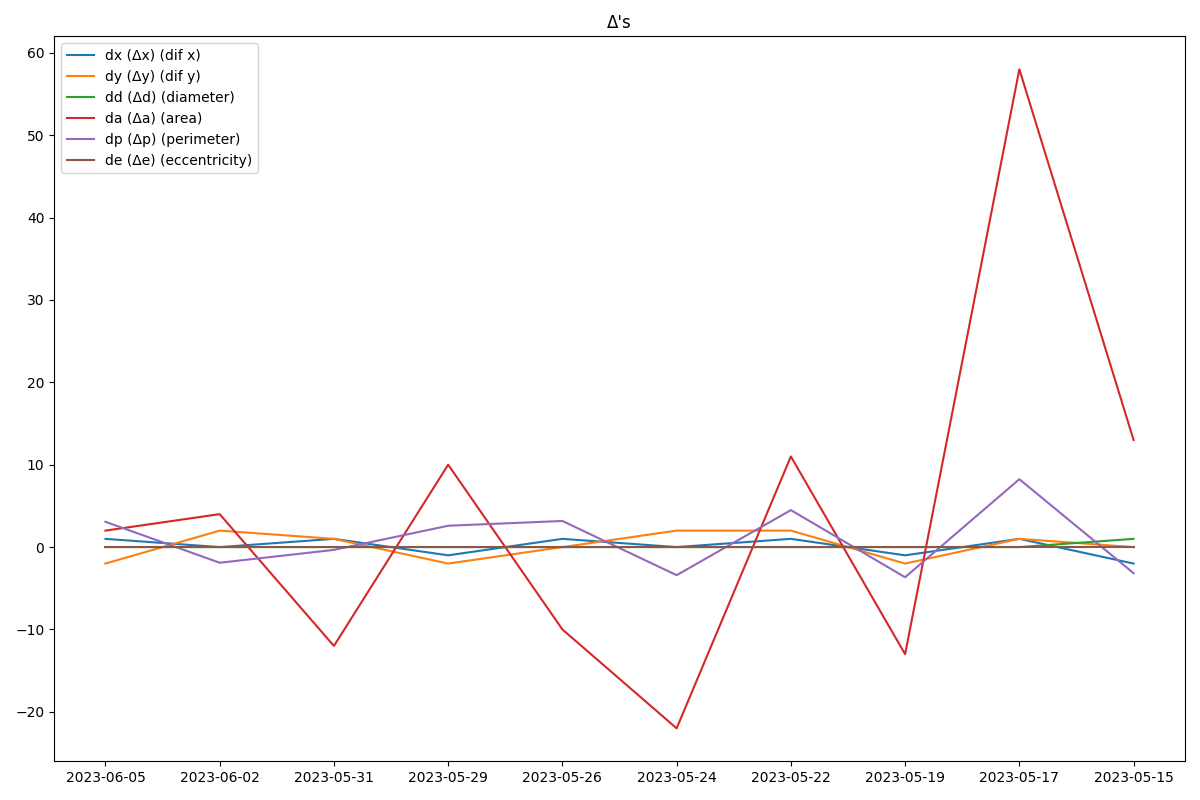 Δ's
dx (Δx) (dif x)
dy (Δy) (dif y)
dd (Δd) (diameter)
da (Δa) (area)
dp (Δp) (perimeter)
de (Δe) (eccentricity)
60
50
40
30
20
10
0
−10
−20
2023-06-05 2023-06-02 2023-05-31 2023-05-29 2023-05-26 2023-05-24 2023-05-22 2023-05-19 2023-05-17 2023-05-15